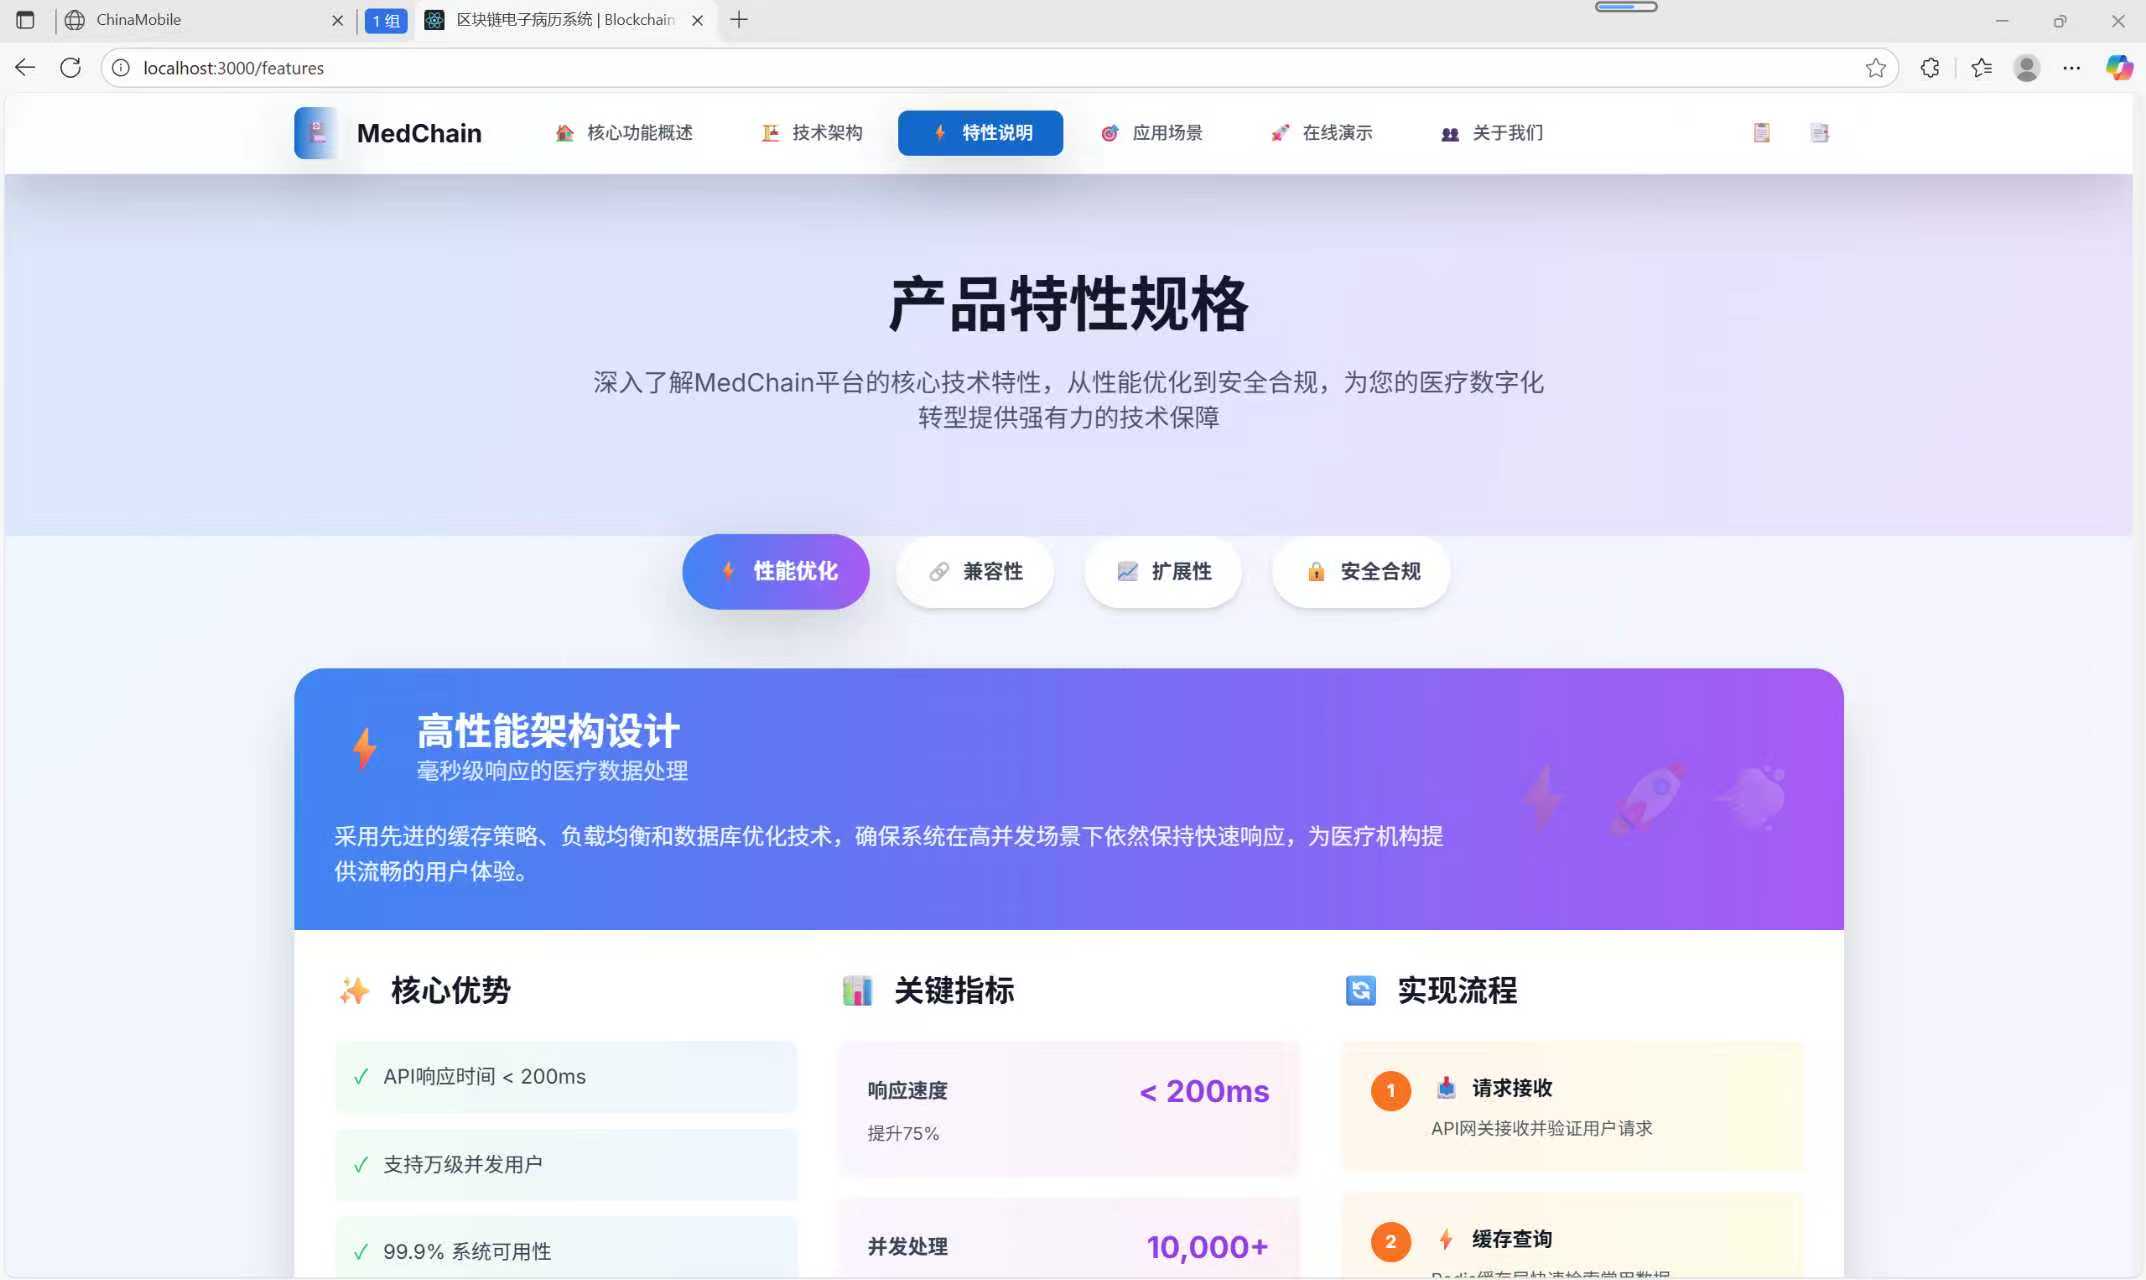 ChinaMobile
1 组
区块链电子病历系统 | Blockchain
localhost:3000/features
MedChain
核心功能概述
技术架构
特性说明
应用场景
在线演示
关于我们
产品特性规格
深入了解MedChain平台的核心技术特性，从性能优化到安全合规，为您的医疗数字化
转型提供强有力的技术保障
性能优化
兼容性
扩展性
安全合规
高性能架构设计
毫秒级响应的医疗数据处理
采用先进的缓存策略、负载均衡和数据库优化技术，确保系统在高并发场景下依然保持快速响应，为医疗机构提
供流畅的用户体验。
核心优势
✓ API响应时间 < 200ms
✓ 支持万级并发用户
✓ 99.9% 系统可用性
关键指标
响应速度
< 200ms
提升75%
并发处理
10,000+
实现流程
1
请求接收
API网关接收并验证用户请求
2
缓存查询